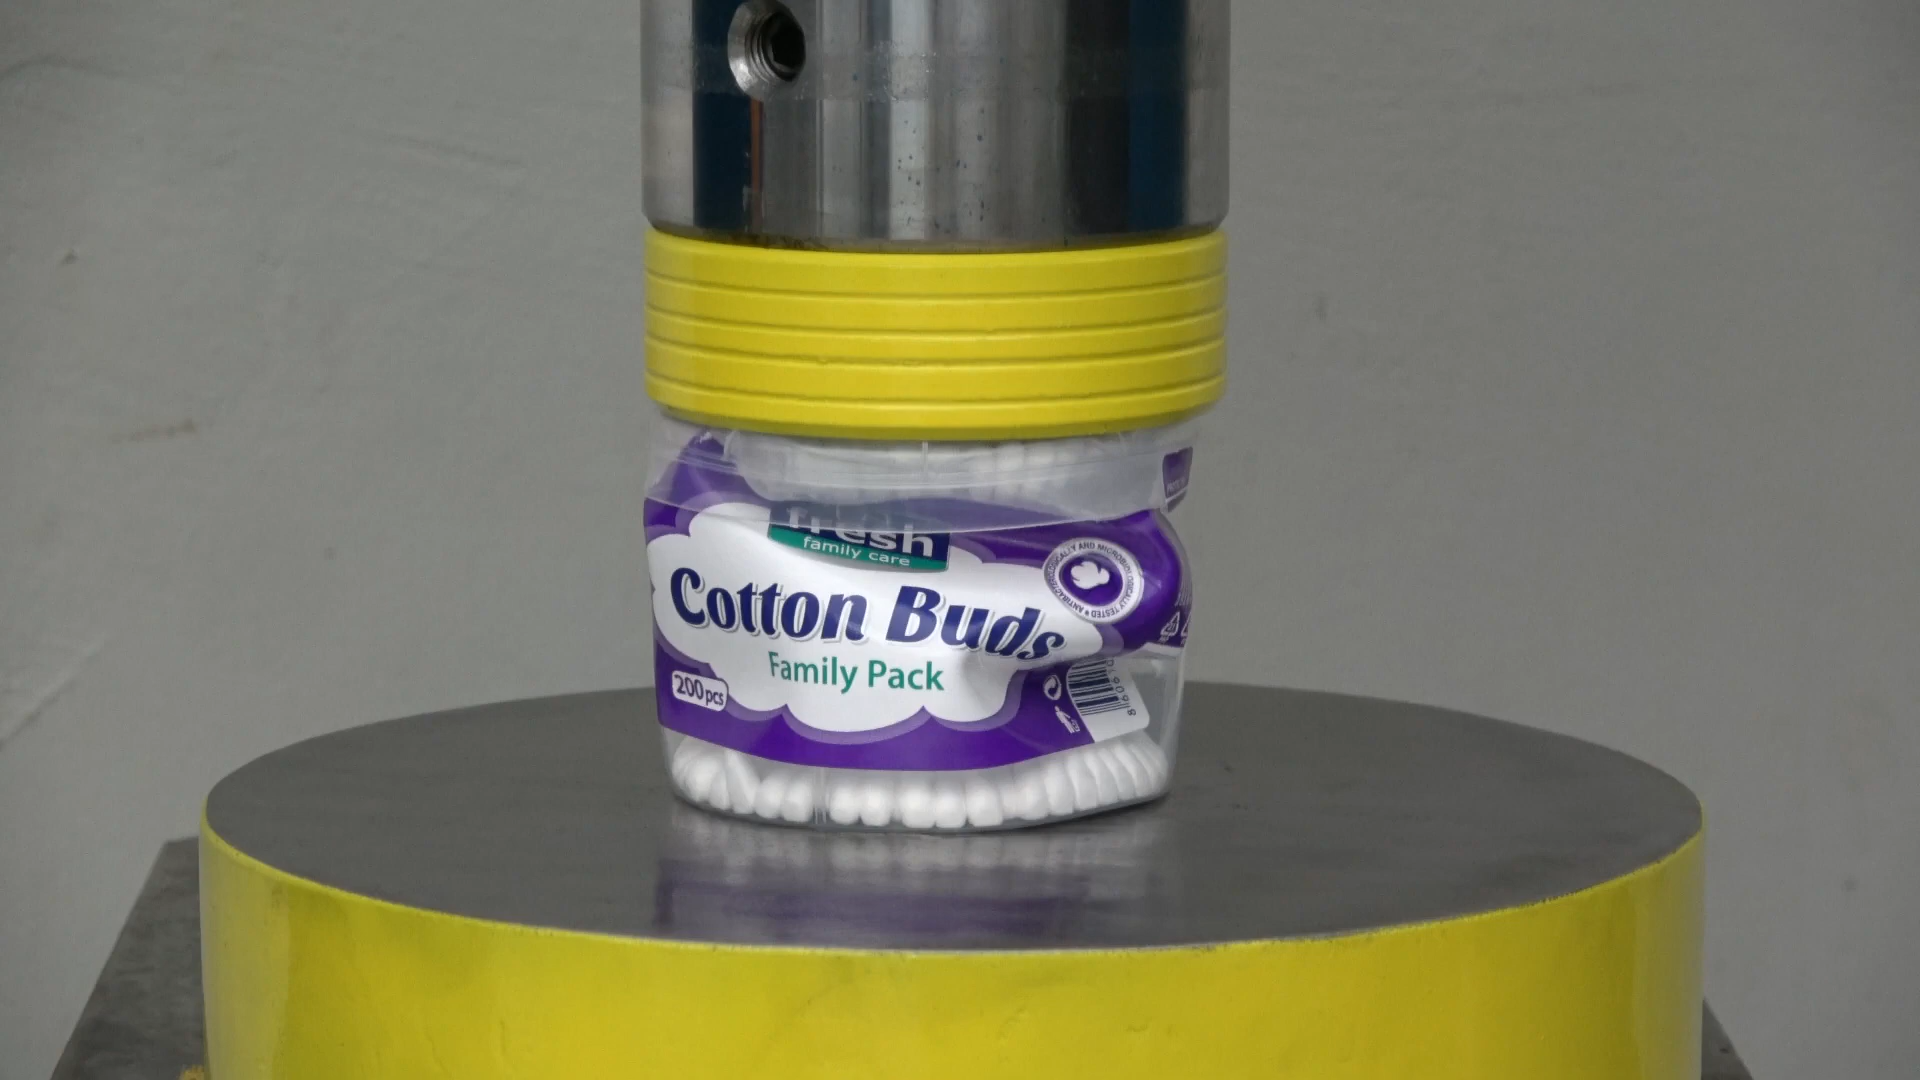 fresh
family care
Cotton Buds
Family Pack
200 pcs